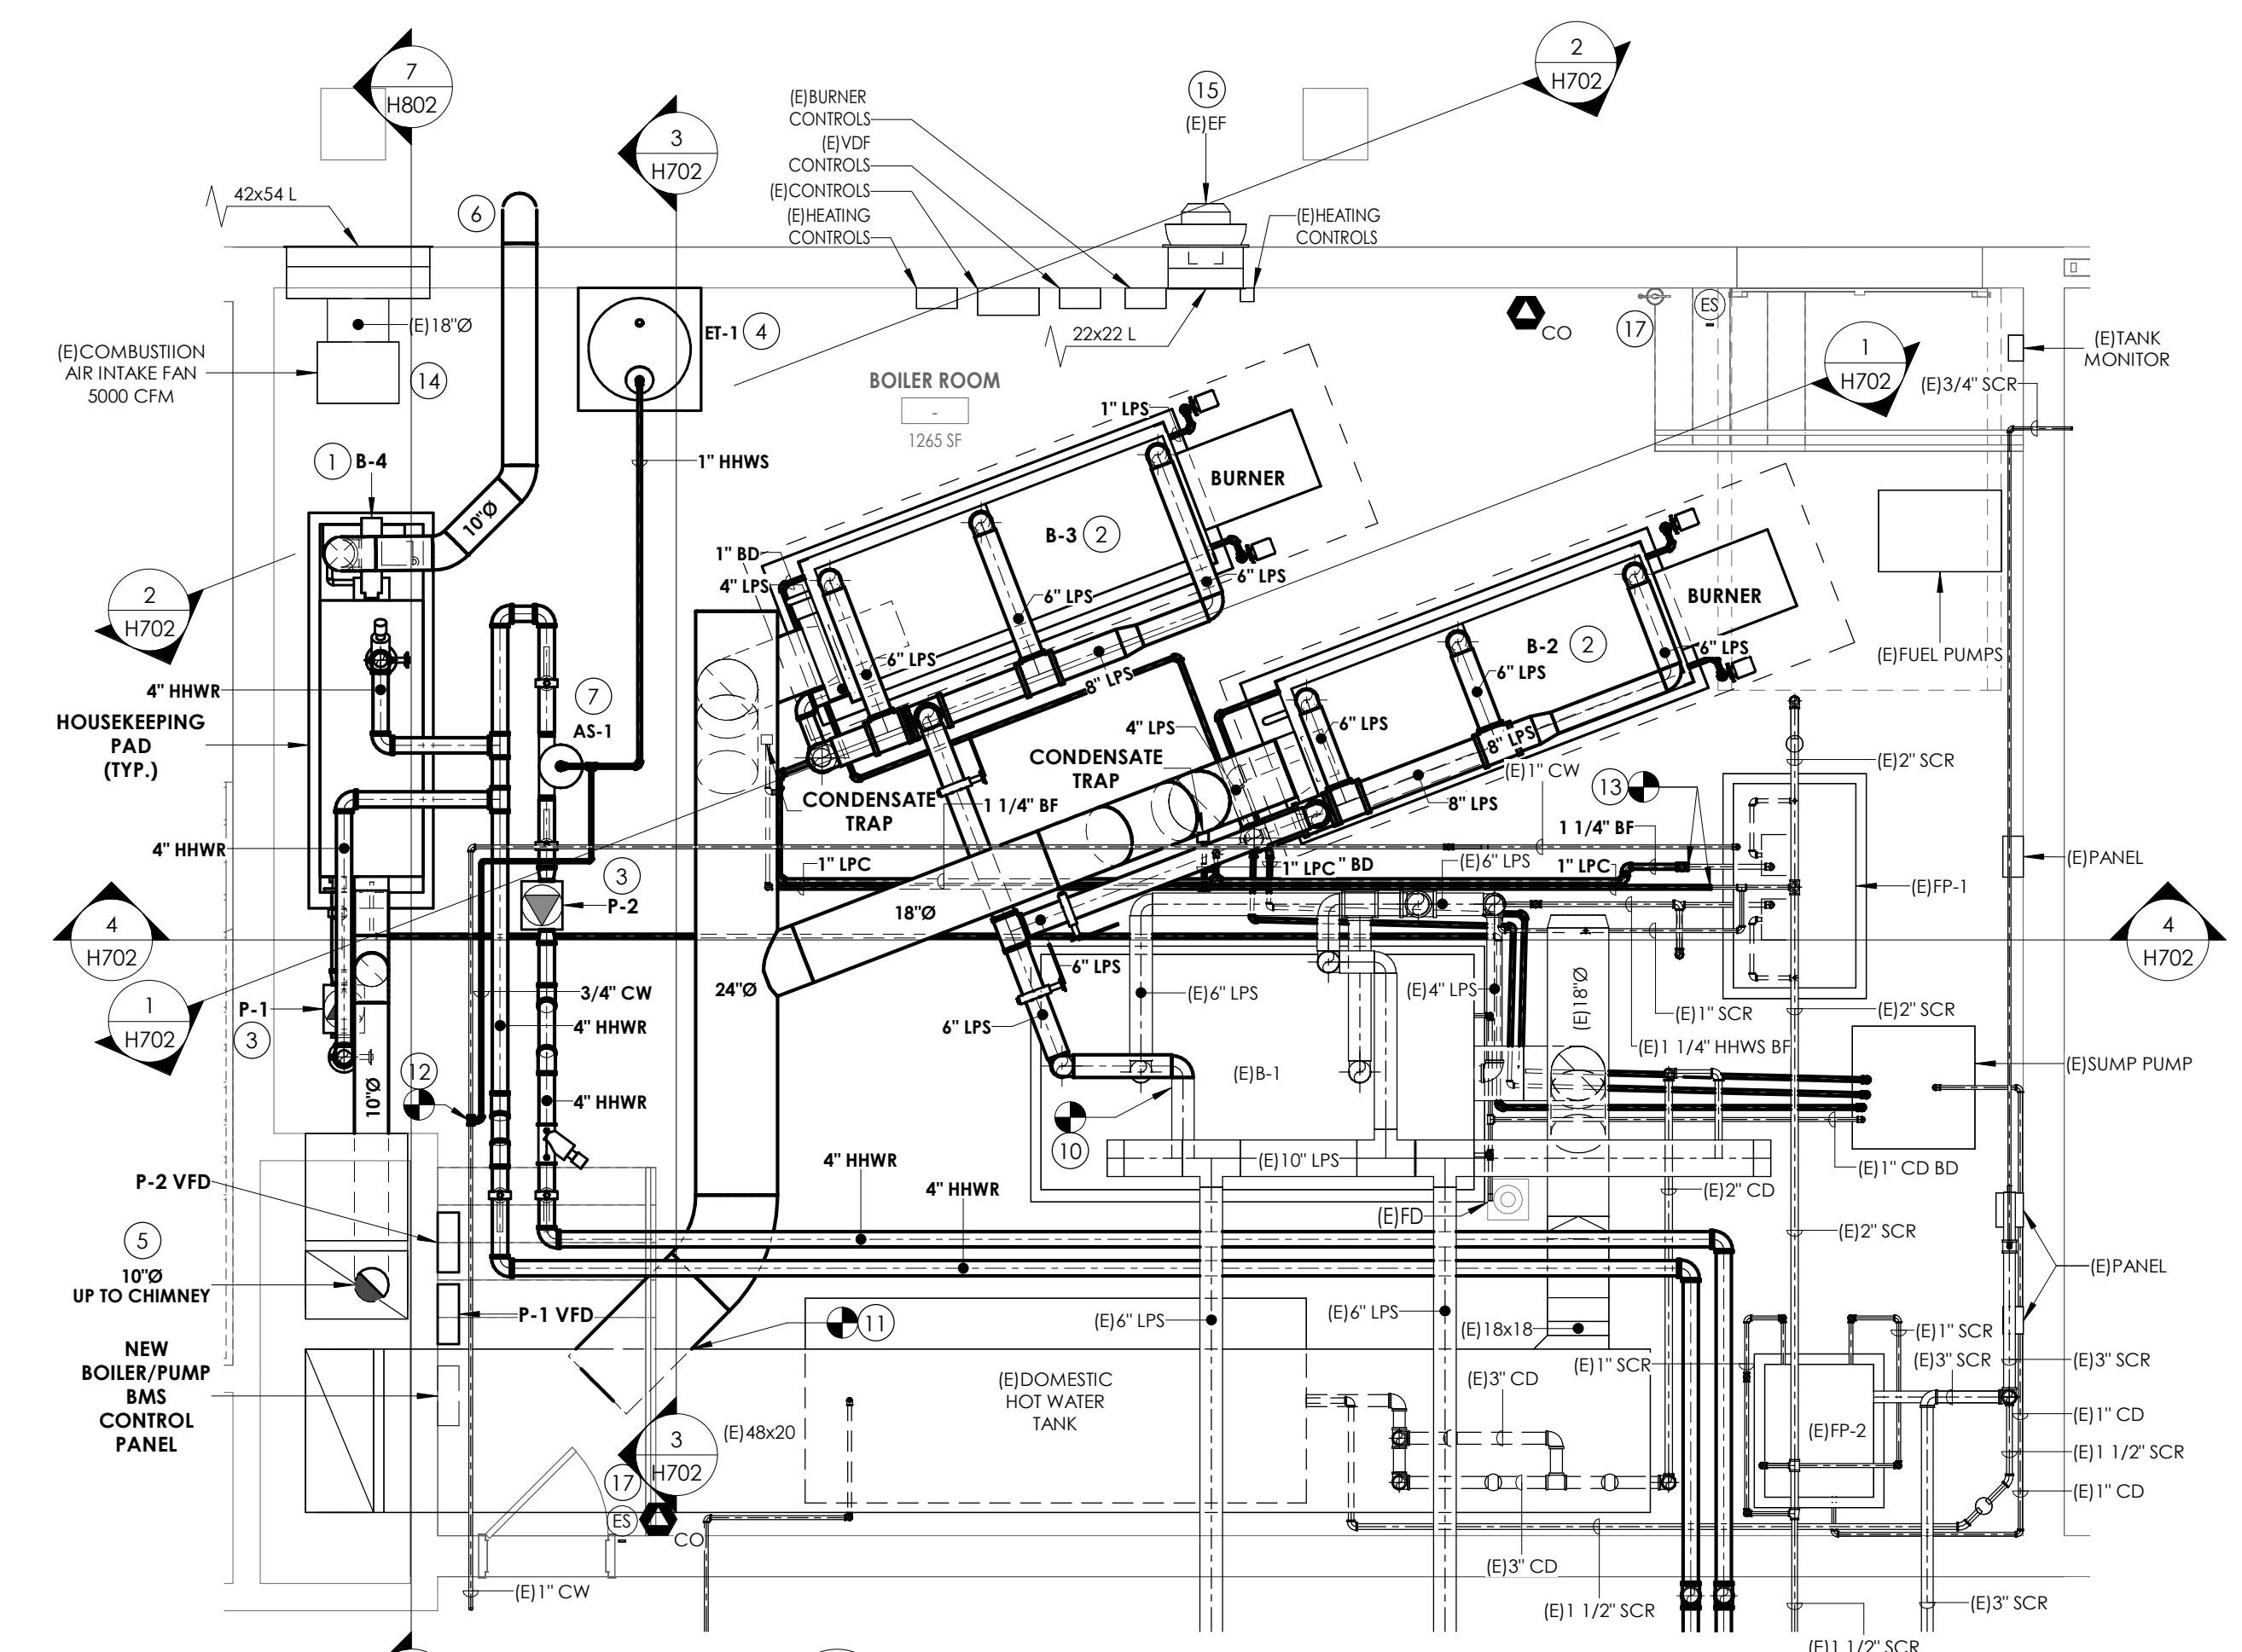 7
H802
3
H702
2
H702
15
(E)EF
(E)BURNER
CONTROLS
(E)VDF
CONTROLS
(E)CONTROLS
(E)HEATING
CONTROLS
(E)HEATING
CONTROLS
42x54 L
6
(E)18"Ø
(E)COMBUSTIION
AIR INTAKE FAN
5000 CFM
14
ET-1
4
22x22 L
CO
17
ES
1
H702
(E)TANK
MONITOR
(E)3/4" SCR
BOILER ROOM
-
1265 SF
1" LPS
1
B-4
1" HHWS
10"Ø
BURNER
B-3
2
1" BD
4" LPS
6" LPS
6" LPS
6" LPS
8" LPS
BURNER
B-2
2
6" LPS
6" LPS
6" LPS
8" LPS
8" LPS
(E)FUEL PUMPS
2
H702
4" HHWR
HOUSEKEEPING
PAD
(TYP.)
7
AS-1
4" LPS
CONDENSATE
TRAP
CONDENSATE
TRAP
1 1/4" BF
(E)1" CW
(E)2" SCR
13
1 1/4" BF
4" HHWR
1" LPC
1" LPC
" BD
(E)6" LPS
1" LPC
(E)PANEL
(E)FP-1
3
P-2
4
H702
4
H702
18"Ø
24"Ø
6" LPS
(E)6" LPS
(E)4" LPS
(E)18"Ø
3/4" CW
P-1
3
1
H702
4" HHWR
6" LPS
(E)1" SCR
(E)2" SCR
(E)1 1/4" HHWS BF
(E)SUMP PUMP
12
10"Ø
(E)B-1
4" HHWR
10
(E)10" LPS
(E)1" CD BD
(E)2" CD
4" HHWR
4" HHWR
P-2 VFD
(E)FD
(E)2" SCR
5
10"Ø
UP TO CHIMNEY
P-1 VFD
(E)PANEL
11
(E)6" LPS
(E)6" LPS
(E)18x18
(E)1" SCR
(E)1" SCR
(E)3" SCR
(E)3" SCR
NEW
BOILER/PUMP
BMS
CONTROL
PANEL
(E)DOMESTIC
HOT WATER
TANK
(E)3" CD
(E)1" CD
(E)FP-2
(E)1 1/2" SCR
(E)1" CD
3
H702
(E)48x20
17
ES
CO
(E)3" CD
(E)1" CW
(E)1 1/2" SCR
(E)3" SCR
(E)1 1/2" SCR